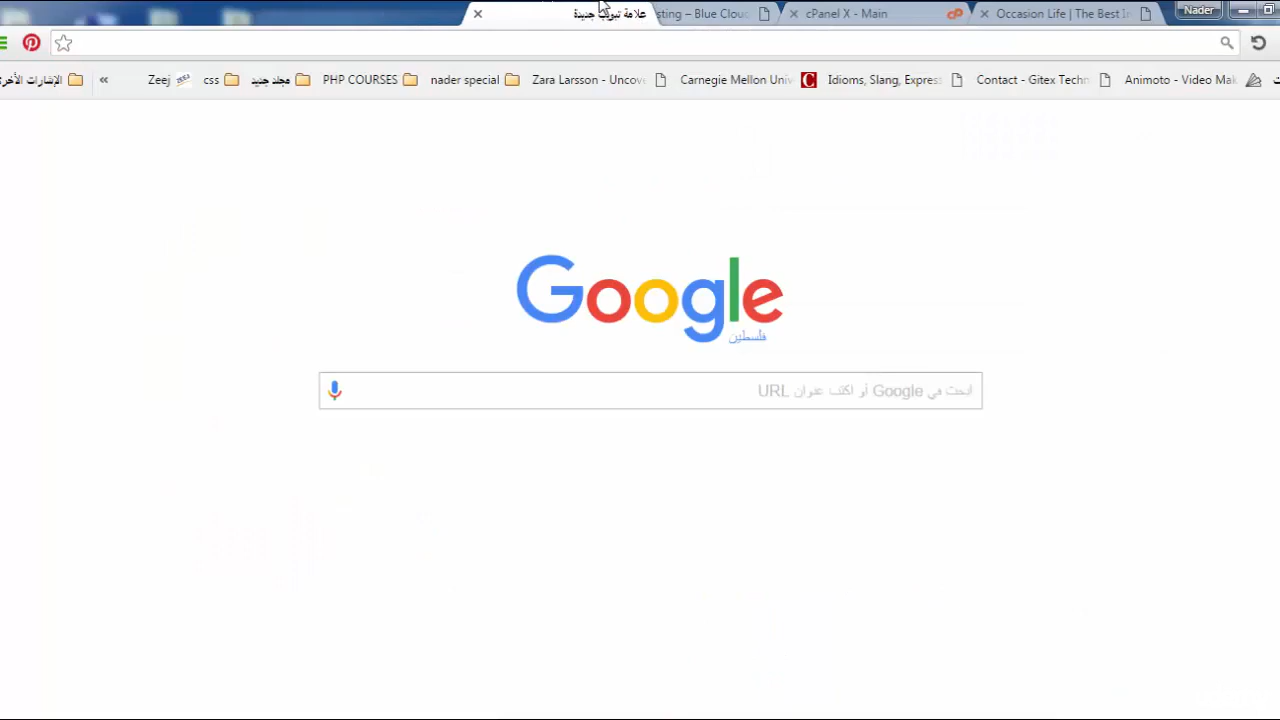 علامة تبويب جديدة
sting – Blue Clou
cPanel X - Main
Occasion Life | The Best I
Nader
الإشارات الأخرى
«
Zeej
css
مجلد جديد
PHP COURSES
nader special
Zara Larsson - Uncov
Carnegie Mellon Univ
Idioms, Slang, Express
Contact - Gitex Techn
Animoto - Video Mak
Google
فلسطين
ابحث في Google أو اكتب عنوان URL